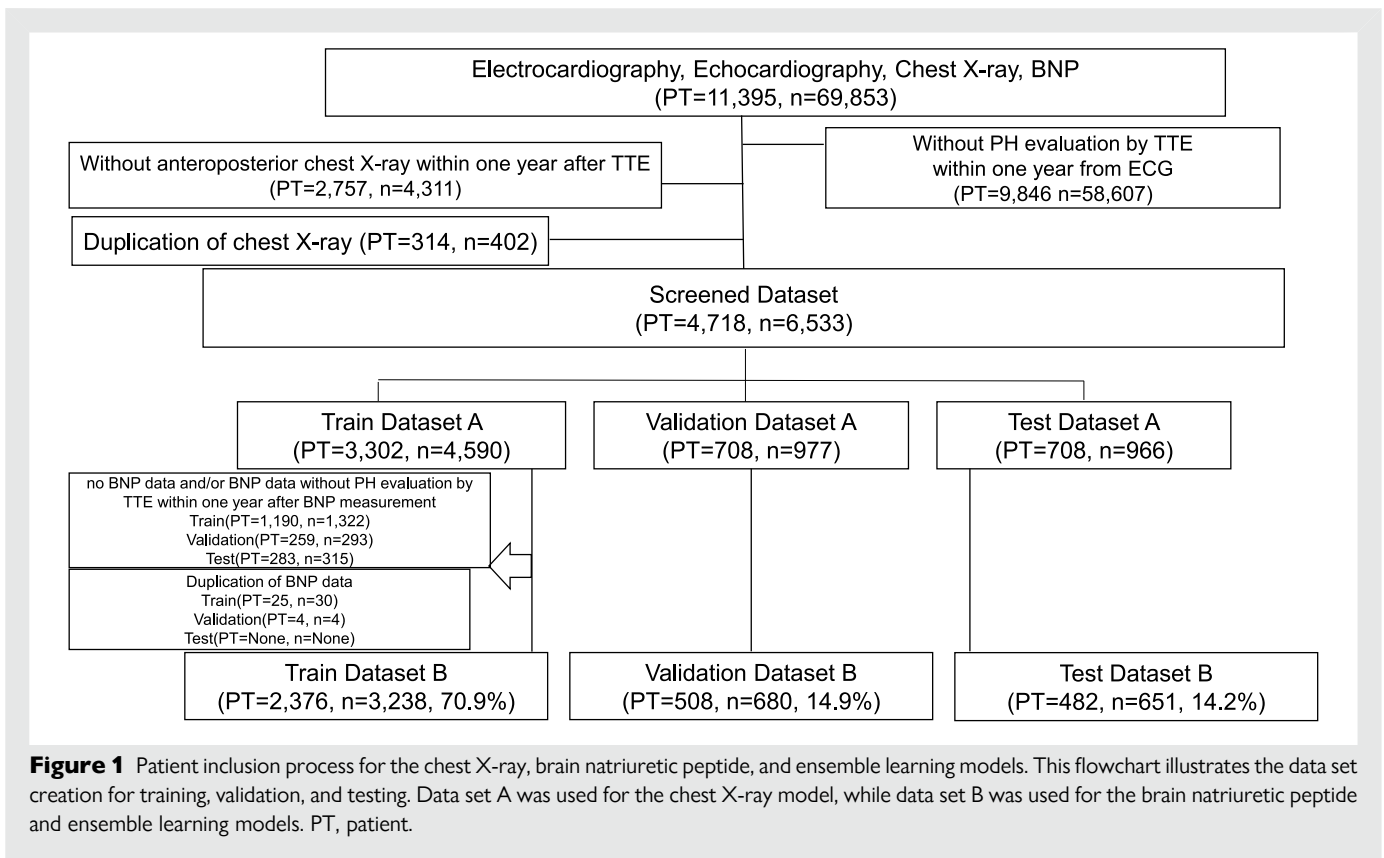 Electrocardiography, Echocardiography, Chest X-ray, BNP
(PT=11,395, n=69,853)
Without anteroposterior chest X-ray within one year after TTE
(PT=2,757, n=4,311)
Without PH evaluation by TTE
within one year from ECG
(PT=9,846 n=58,607)
Duplication of chest X-ray (PT=314, n=402)
Screened Dataset
(PT=4,718, n=6,533)
Train Dataset A
(PT=3,302, n=4,590)
Validation Dataset A
(PT=708, n=977)
Test Dataset A
(PT=708, n=966)
no BNP data and/or BNP data without PH evaluation by
TTE within one year after BNP measurement
Train(PT=1,190, n=1,322)
Validation(PT=259, n=293)
Test(PT=283, n=315)
Duplication of BNP data
Train(PT=25, n=30)
Validation(PT=4, n=4)
Test(PT=None, n=None)
Train Dataset B
(PT=2,376, n=3,238, 70.9%)
Validation Dataset B
(PT=508, n=680, 14.9%)
Test Dataset B
(PT=482, n=651, 14.2%)
Figure 1 Patient inclusion process for the chest X-ray, brain natriuretic peptide, and ensemble learning models. This flowchart illustrates the data set
creation for training, validation, and testing. Data set A was used for the chest X-ray model, while data set B was used for the brain natriuretic peptide
and ensemble learning models. PT, patient.